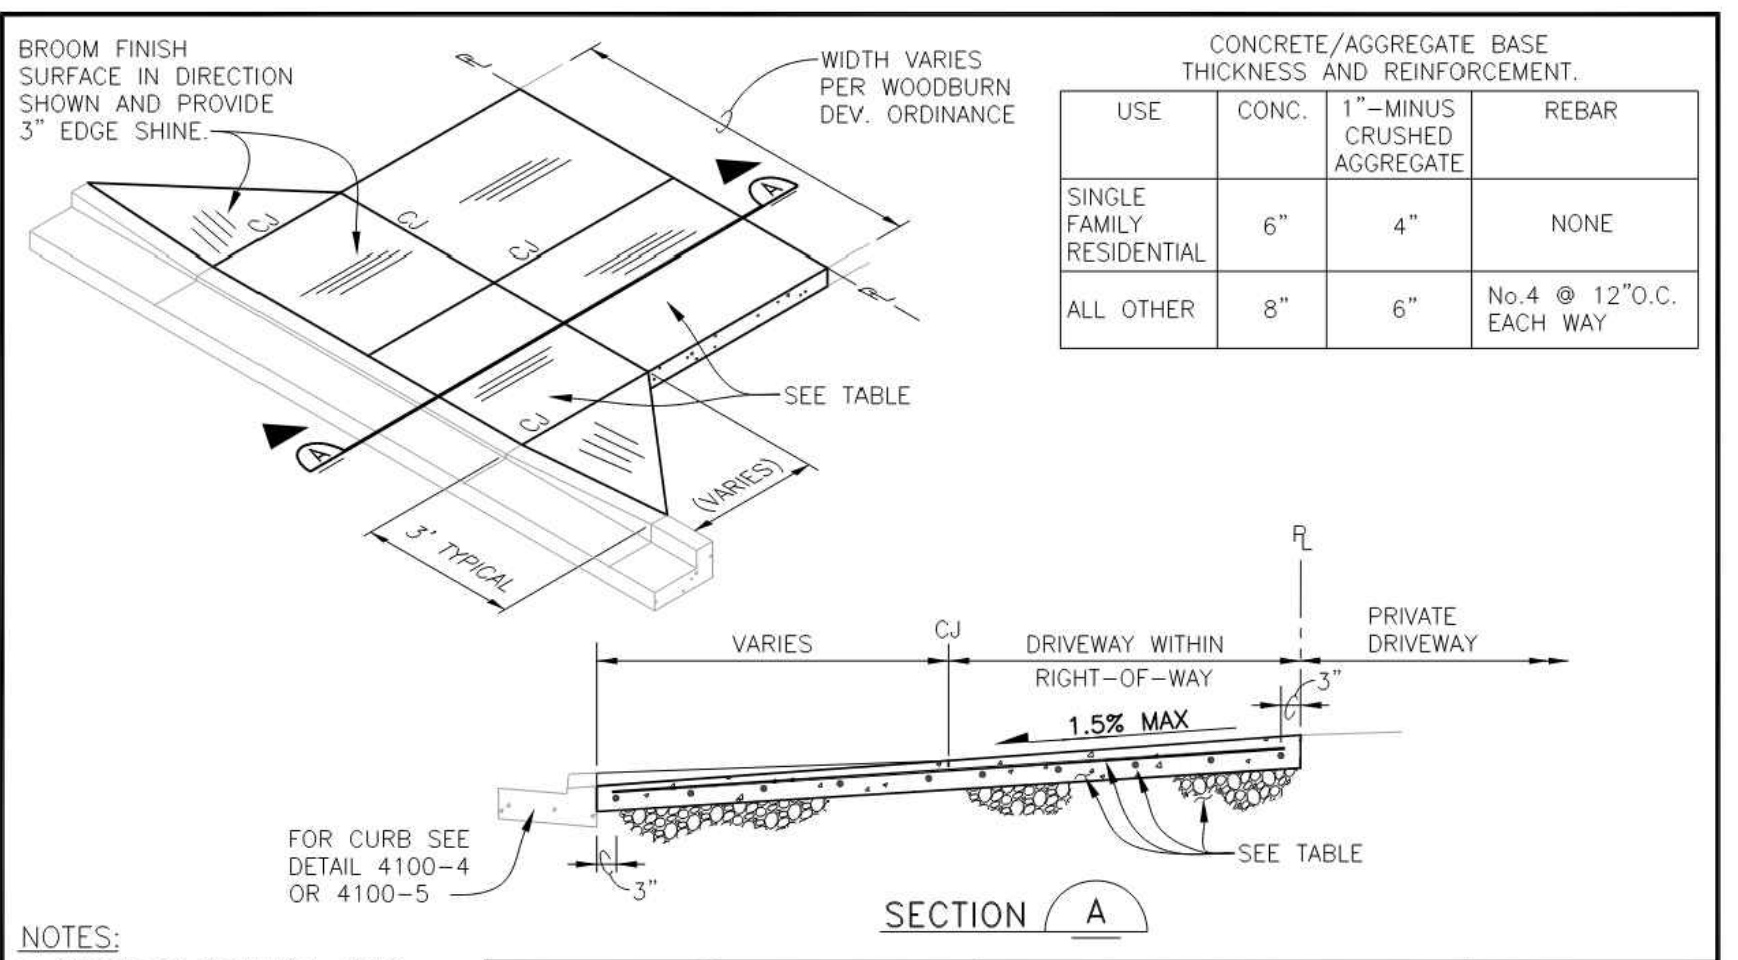 BROOM FINISH
SURFACE IN DIRECTION
SHOWN AND PROVIDE
3" EDGE SHINE.
PL
WIDTH VARIES
PER WOODBURN
DEV. ORDINANCE
A
CJ
CJ
CJ
PL
SEE TABLE
CJ
A
(VARIES)
3' TYPICAL
CONCRETE/AGGREGATE BASE
THICKNESS AND REINFORCEMENT.
USE
CONC.
1"-MINUS
CRUSHED
AGGREGATE
REBAR
SINGLE
FAMILY
RESIDENTIAL
6"
4"
NONE
ALL OTHER
8"
6"
No.4 @ 12"O.C.
EACH WAY
PL
VARIES
CJ
DRIVEWAY WITHIN
RIGHT-OF-WAY
PRIVATE
DRIVEWAY
3"
1.5% MAX
FOR CURB SEE
DETAIL 4100-4
OR 4100-5
3"
SEE TABLE
SECTION A
NOTES: